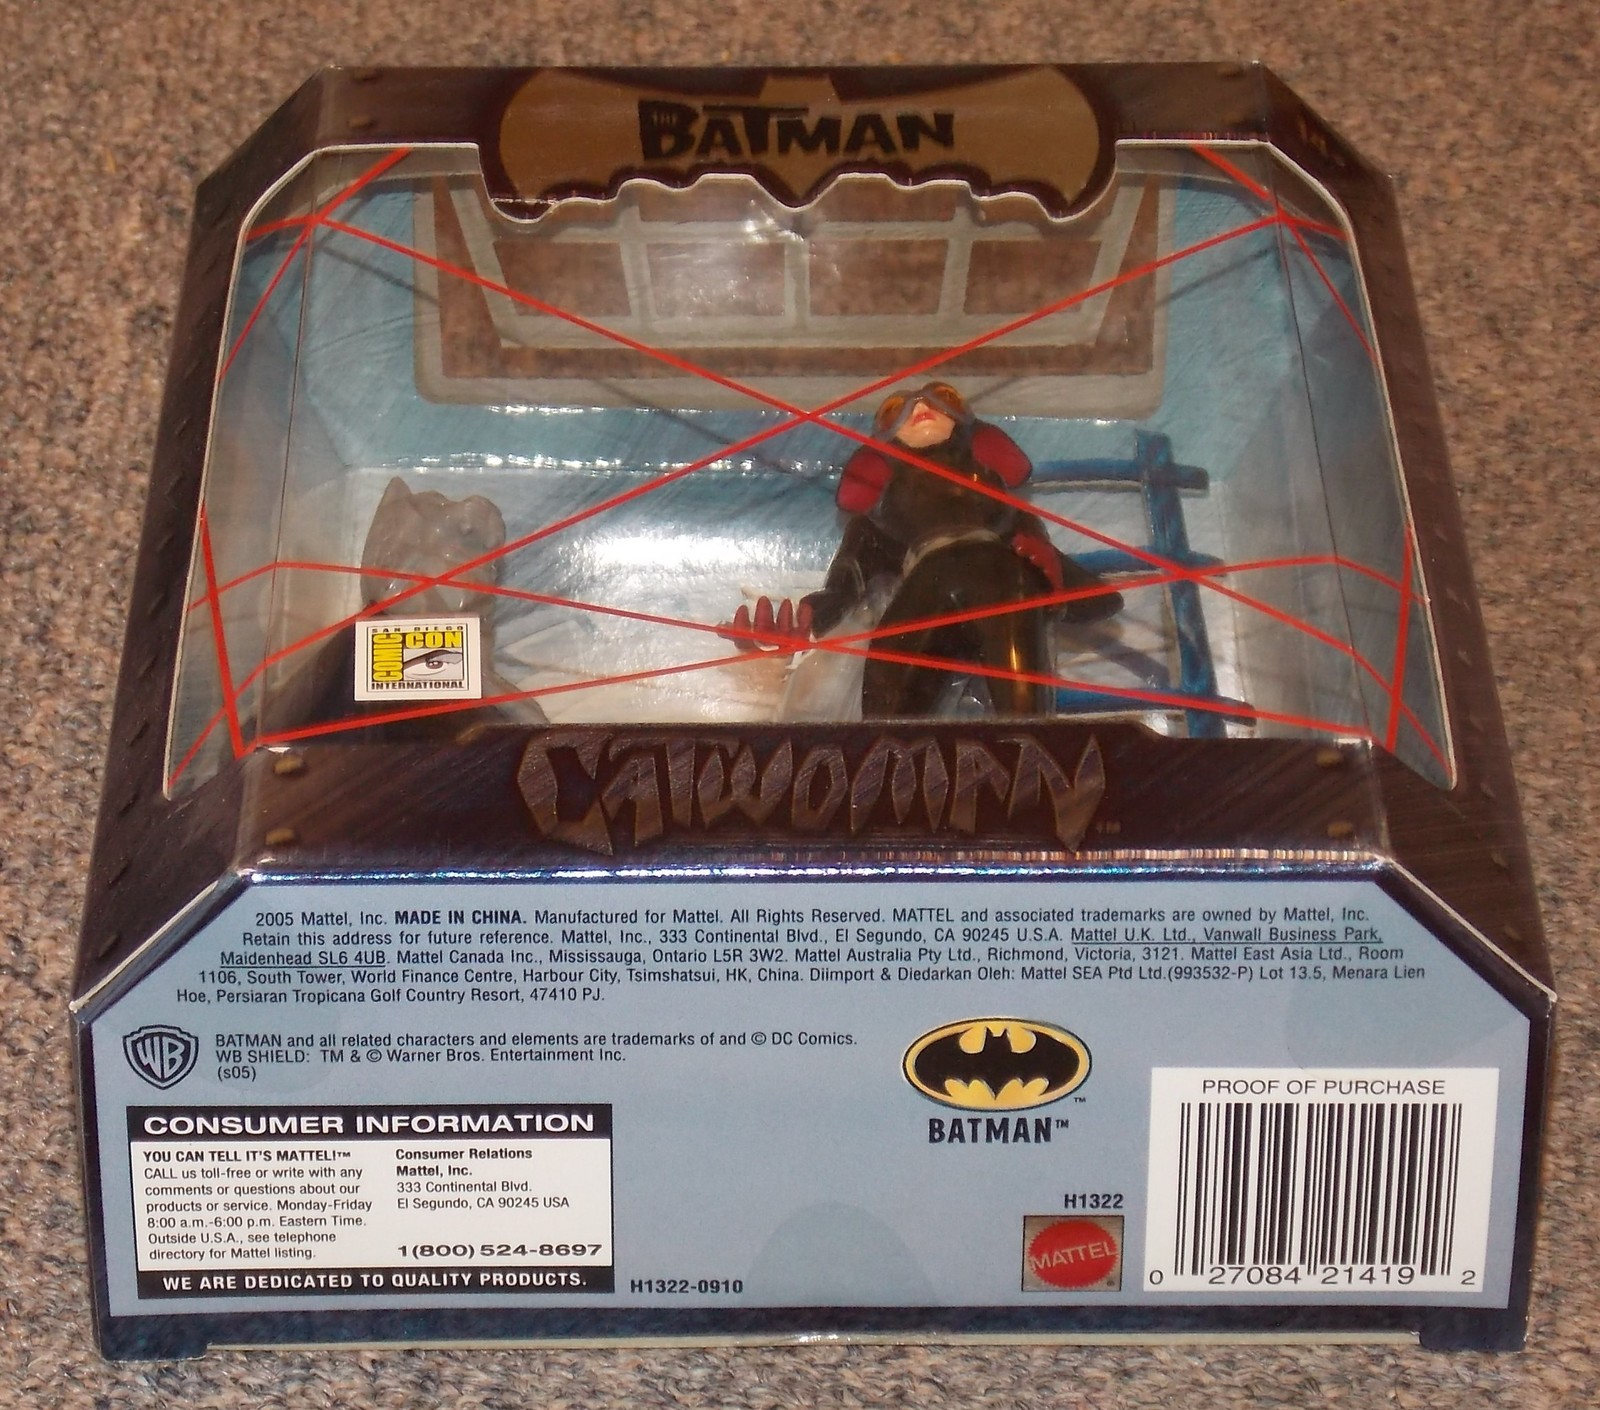 THE BATMAN
SAN DIEGO
COMIC CON
INTERNATIONAL
CATWOMAN™
2005 Mattel, Inc. MADE IN CHINA. Manufactured for Mattel. All Rights Reserved. MATTEL and associated trademarks are owned by Mattel, Inc.
Retain this address for future reference. Mattel, Inc., 333 Continental Blvd., El Segundo, CA 90245 U.S.A. Mattel U.K. Ltd., Vanwall Business Park,
Maidenhead SL6 4UB. Mattel Canada Inc., Mississauga, Ontario L5R 3W2. Mattel Australia Pty Ltd., Richmond, Victoria, 3121. Mattel East Asia Ltd., Room
1106, South Tower, World Finance Centre, Harbour City, Tsimshatsui, HK, China. Diimport & Diedarkan Oleh: Mattel SEA Ptd Ltd.(993532-P) Lot 13.5, Menara Lien
Hoe, Persiaran Tropicana Golf Country Resort, 47410 PJ.
WB
BATMAN and all related characters and elements are trademarks of and © DC Comics.
WB SHIELD: TM & © Warner Bros. Entertainment Inc.
(s05)
BATMAN™
CONSUMER INFORMATION
YOU CAN TELL IT'S MATTEL!™
CALL us toll-free or write with any
comments or questions about our
products or service. Monday-Friday
8:00 a.m.-6:00 p.m. Eastern Time.
Outside U.S.A., see telephone
directory for Mattel listing.
Consumer Relations
Mattel, Inc.
333 Continental Blvd.
El Segundo, CA 90245 USA
1(800) 524-8697
WE ARE DEDICATED TO QUALITY PRODUCTS.
H1322-0910
H1322
MATTEL®
PROOF OF PURCHASE
0 27084 21419 2